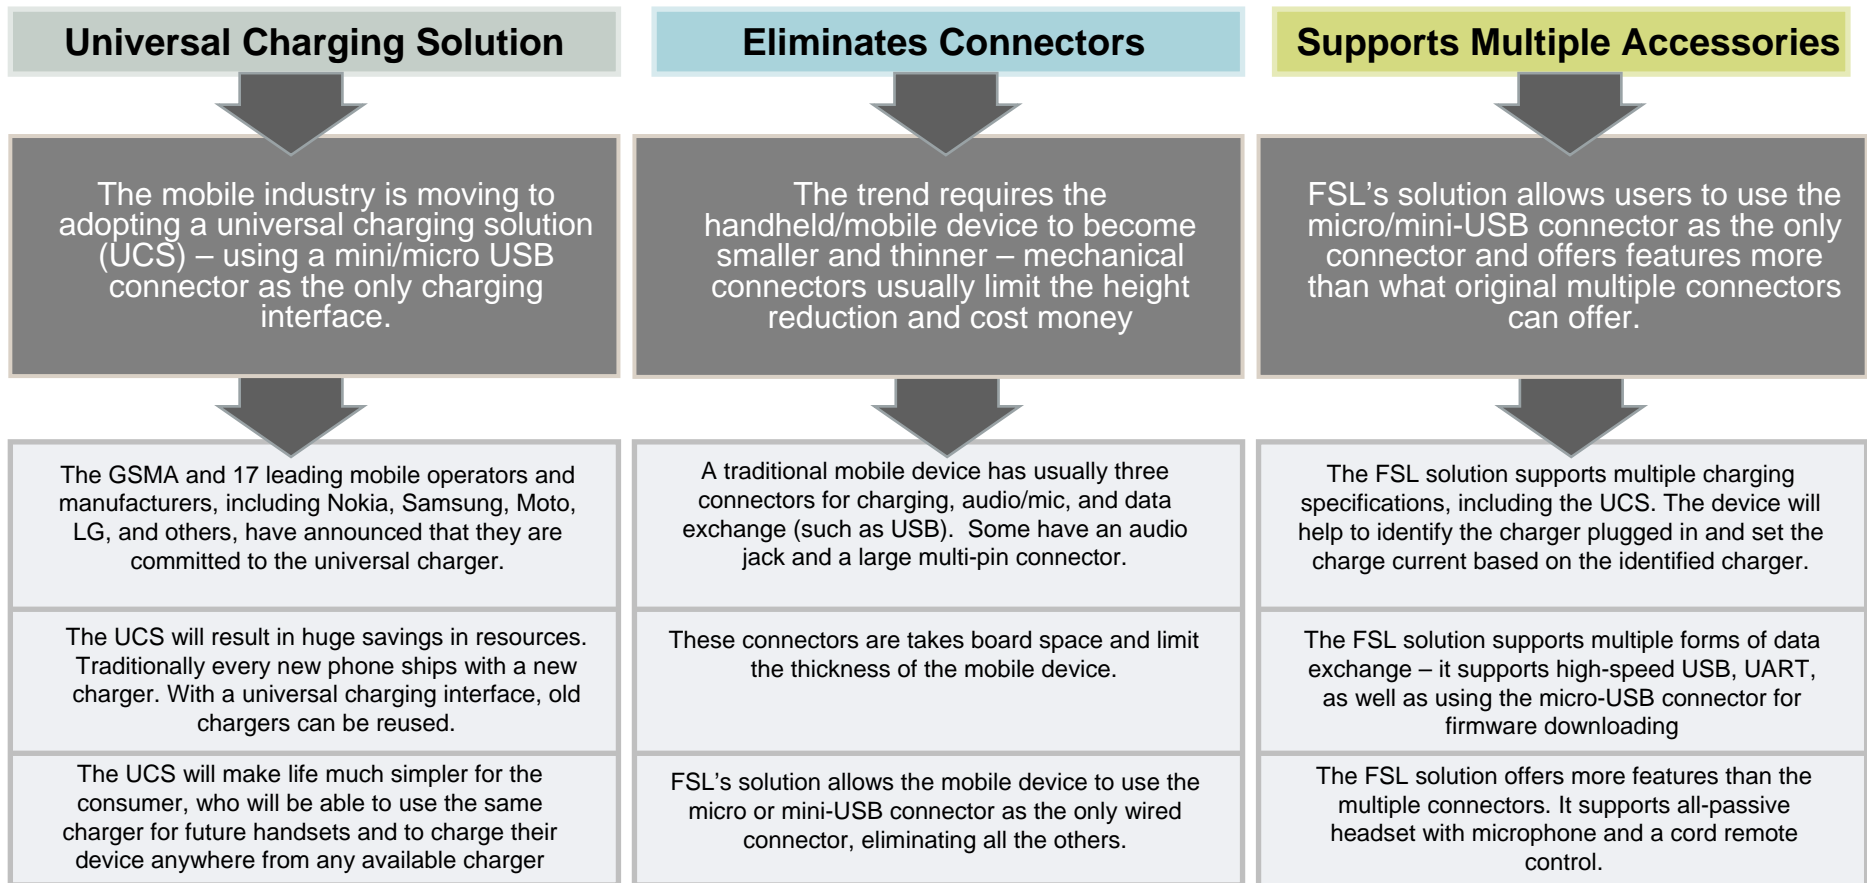 Universal Charging Solution
The mobile industry is moving to
adopting a universal charging solution
(UCS) – using a mini/micro USB
connector as the only charging
interface.
The GSMA and 17 leading mobile operators and
manufacturers, including Nokia, Samsung, Moto,
LG, and others, have announced that they are
committed to the universal charger.
The UCS will result in huge savings in resources.
Traditionally every new phone ships with a new
charger. With a universal charging interface, old
chargers can be reused.
The UCS will make life much simpler for the
consumer, who will be able to use the same
charger for future handsets and to charge their
device anywhere from any available charger
Eliminates Connectors
The trend requires the
handheld/mobile device to become
smaller and thinner – mechanical
connectors usually limit the height
reduction and cost money
A traditional mobile device has usually three
connectors for charging, audio/mic, and data
exchange (such as USB).  Some have an audio
jack and a large multi-pin connector.
These connectors are takes board space and limit
the thickness of the mobile device.
FSL's solution allows the mobile device to use the
micro or mini-USB connector as the only wired
connector, eliminating all the others.
Supports Multiple Accessories
FSL's solution allows users to use the
micro/mini-USB connector as the only
connector and offers features more
than what original multiple connectors
can offer.
The FSL solution supports multiple charging
specifications, including the UCS. The device will
help to identify the charger plugged in and set the
charge current based on the identified charger.
The FSL solution supports multiple forms of data
exchange – it supports high-speed USB, UART,
as well as using the micro-USB connector for
firmware downloading
The FSL solution offers more features than the
multiple connectors. It supports all-passive
headset with microphone and a cord remote
control.